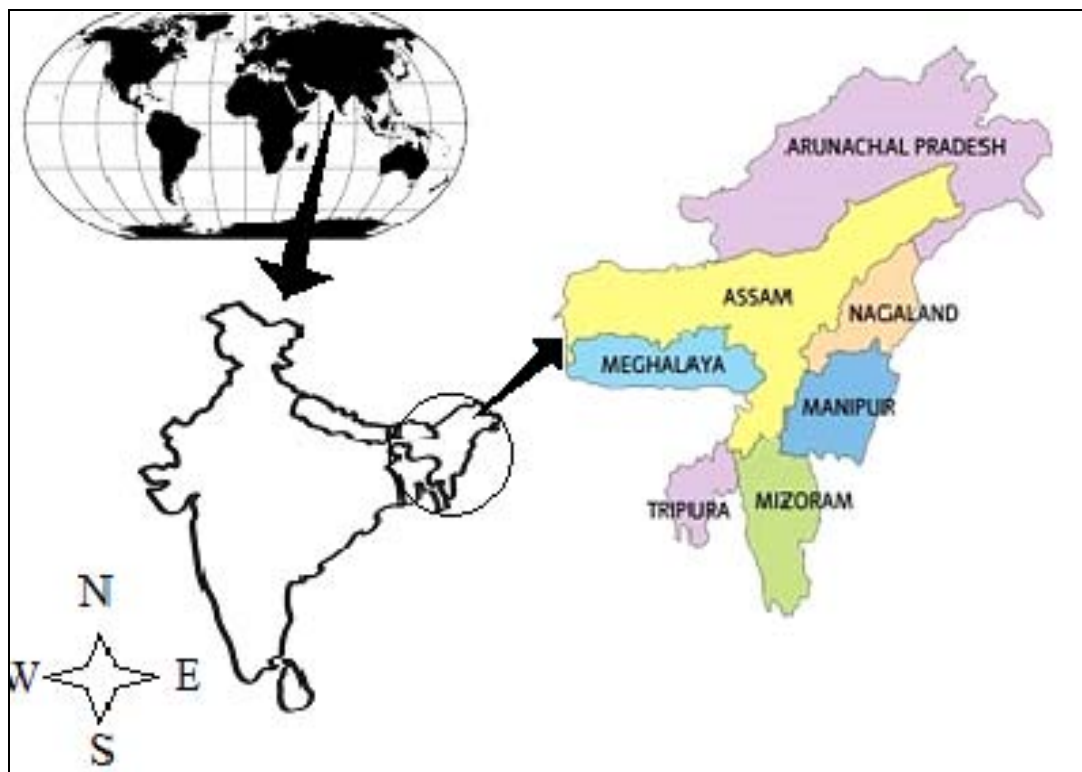 ARUNACHAL PRADESH
ASSAM
NAGALAND
MEGHALAYA
MANIPUR
TRIPURA
MIZORAM
N
W
E
S